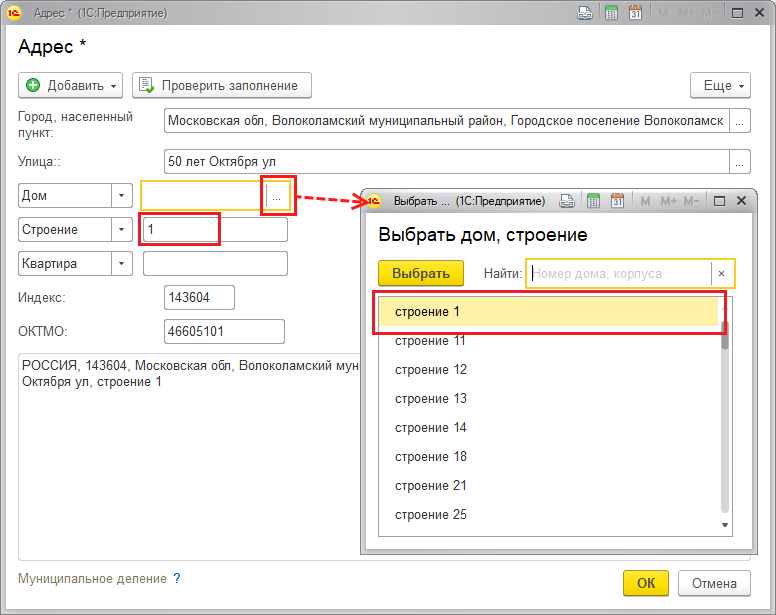 Адрес * (1С:Предприятие)
31 M M+ M-
Адрес *
Добавить
Проверить заполнение
Еще
Город, населенный
пункт:
Московская обл, Волоколамский муниципальный район, Городское поселение Волоколамск
...
Улица::
50 лет Октября ул
...
Дом
...
Строение
1
Квартира
Индекс:
143604
ОКТМО:
46605101
РОССИЯ, 143604, Московская обл, Волоколамский мун
Октября ул, строение 1
Выбрать ... (1С:Предприятие)
31 M M+ M-
Выбрать дом, строение
Выбрать
Найти:
Номер дома, корпуса
×
строение 1
строение 11
строение 12
строение 13
строение 14
строение 18
строение 21
строение 25
Муниципальное деление ?
ОК
Отмена